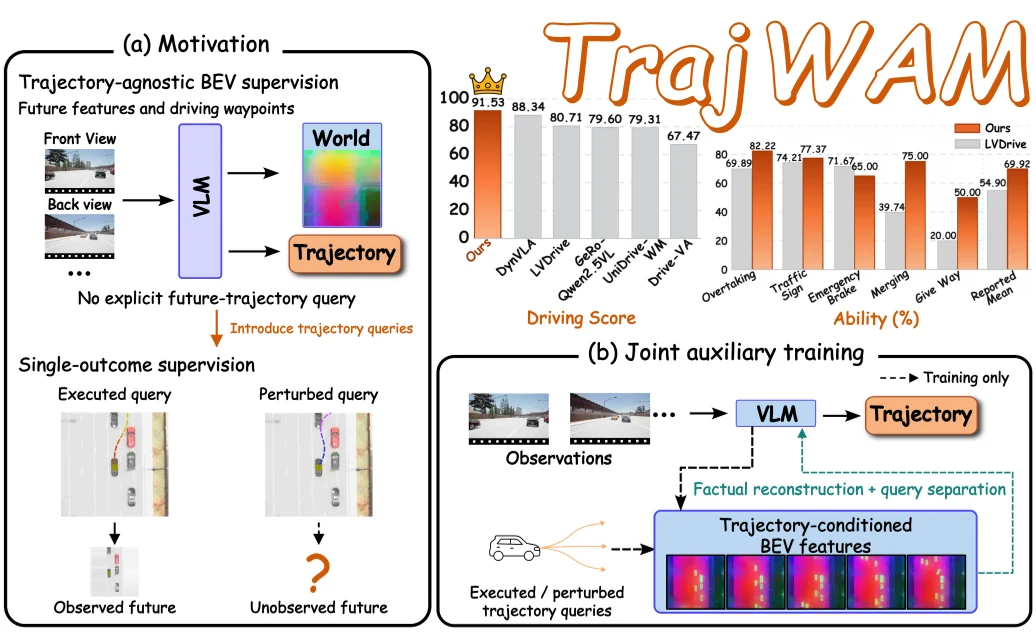 (a) Motivation
Trajectory-agnostic BEV supervision
Future features and driving waypoints
Front View
Back view
...
VLM
World
Trajectory
No explicit future-trajectory query
Introduce trajectory queries
Single-outcome supervision
Executed query
Perturbed query
?
Observed future
Unobserved future
TrajWAM
100
80
60
40
20
0
91.53
88.34
80.71
79.60
79.31
67.47
Ours
DynVLA
LVDrive
GeRo-
Qwen2.5VL
UniDrive-
WM
Drive-VA
Driving Score
Ours
LVDrive
80
60
40
20
0
69.89
82.22
74.21
77.37
71.67
65.00
39.74
75.00
20.00
50.00
54.90
69.92
Overtaking
Traffic
Sign
Emergency
Brake
Merging
Give Way
Reported
Mean
Ability (%)
(b) Joint auxiliary training
Training only
...
VLM
Trajectory
Observations
Factual reconstruction + query separation
Trajectory-conditioned
BEV features
Executed / perturbed
trajectory queries